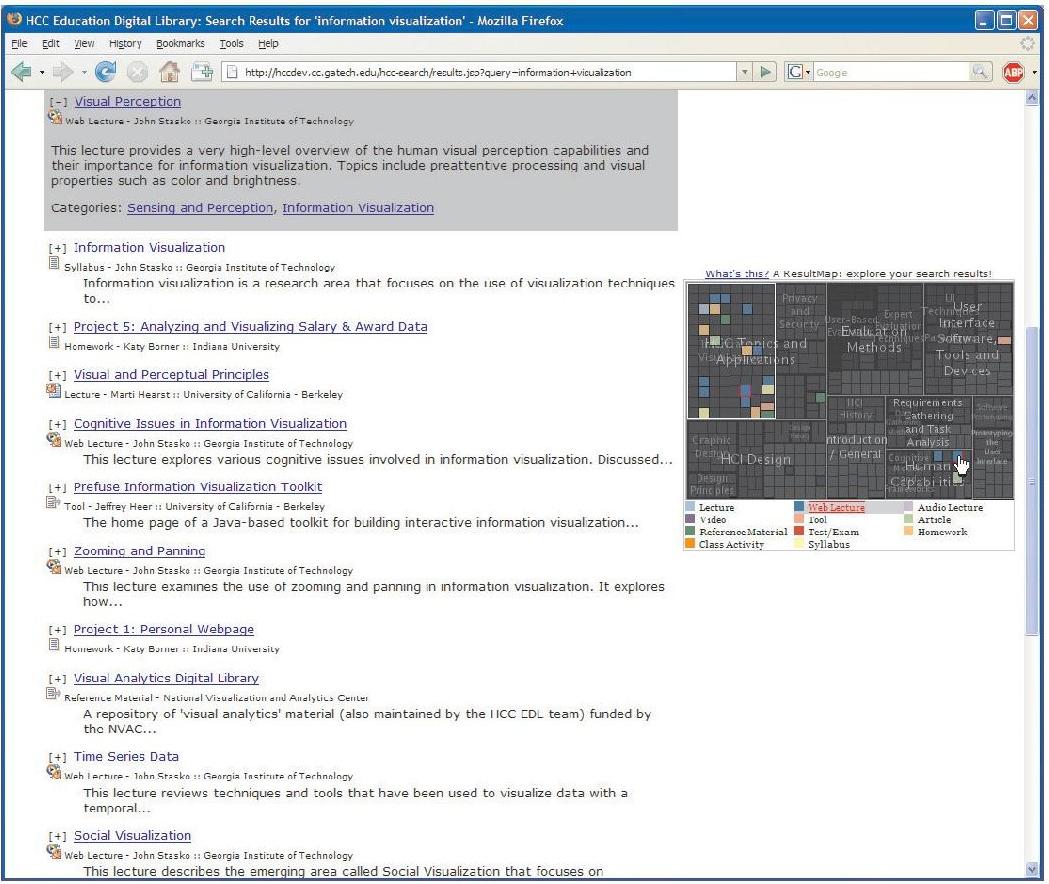 HCC Education Digital Library: Search Results for 'information visualization' - Mozilla Firefox
File Edit View History Bookmarks Tools Help
http://hccdev.cc.gatech.edu/hcc-search/results.jsp?query=information+visualization
G Google
ABP
[-] Visual Perception
Web Lecture - John Stasko :: Georgia Institute of Technology
This lecture provides a very high-level overview of the human visual perception capabilities and
their importance for information visualization. Topics include preattentive processing and visual
properties such as color and brightness.
Categories: Sensing and Perception, Information Visualization
[+] Information Visualization
Syllabus - John Stasko :: Georgia Institute of Technology
Information visualization is a research area that focuses on the use of visualization techniques
to...
[+] Project 5: Analyzing and Visualizing Salary & Award Data
Homework - Katy Borner :: Indiana University
[+] Visual and Perceptual Principles
Lecture - Marti Hearst :: University of California - Berkeley
[+] Cognitive Issues in Information Visualization
Web Lecture - John Stasko :: Georgia Institute of Technology
This lecture explores various cognitive issues involved in information visualization. Discussed...
[+] Prefuse Information Visualization Toolkit
Tool - Jeffrey Heer :: University of California - Berkeley
The home page of a Java-based toolkit for building interactive information visualization...
[+] Zooming and Panning
Web Lecture - John Stasko :: Georgia Institute of Technology
This lecture examines the use of zooming and panning in information visualization. It explores
how...
[+] Project 1: Personal Webpage
Homework - Katy Borner :: Indiana University
[+] Visual Analytics Digital Library
Reference Material - National Visualization and Analytics Center
A repository of 'visual analytics' material (also maintained by the HCC EDL team) funded by
the NVAC...
[+] Time Series Data
Web Lecture - John Stasko :: Georgia Institute of Technology
This lecture reviews techniques and tools that have been used to visualize data with a
temporal...
[+] Social Visualization
Web Lecture - John Stasko :: Georgia Institute of Technology
This lecture describes the emerging area called Social Visualization that focuses on
What's this? A ResultMap: explore your search results!
HCC Topics and
Applications
Privacy
and
Security
Evaluation
Methods
Expert
Evaluation
User
Interface
Software,
Tools and
Devices
HCI
History
Introduction
/ General
Requirements
Gathering
and Task
Analysis
Human
Capabilities
Graphic
Design
HCI Design
Design
Principles
Prototyping
the
User
Interface
Lecture Web Lecture Audio Lecture
Video Tool Article
Reference Material Test/Exam Homework
Class Activity Syllabus